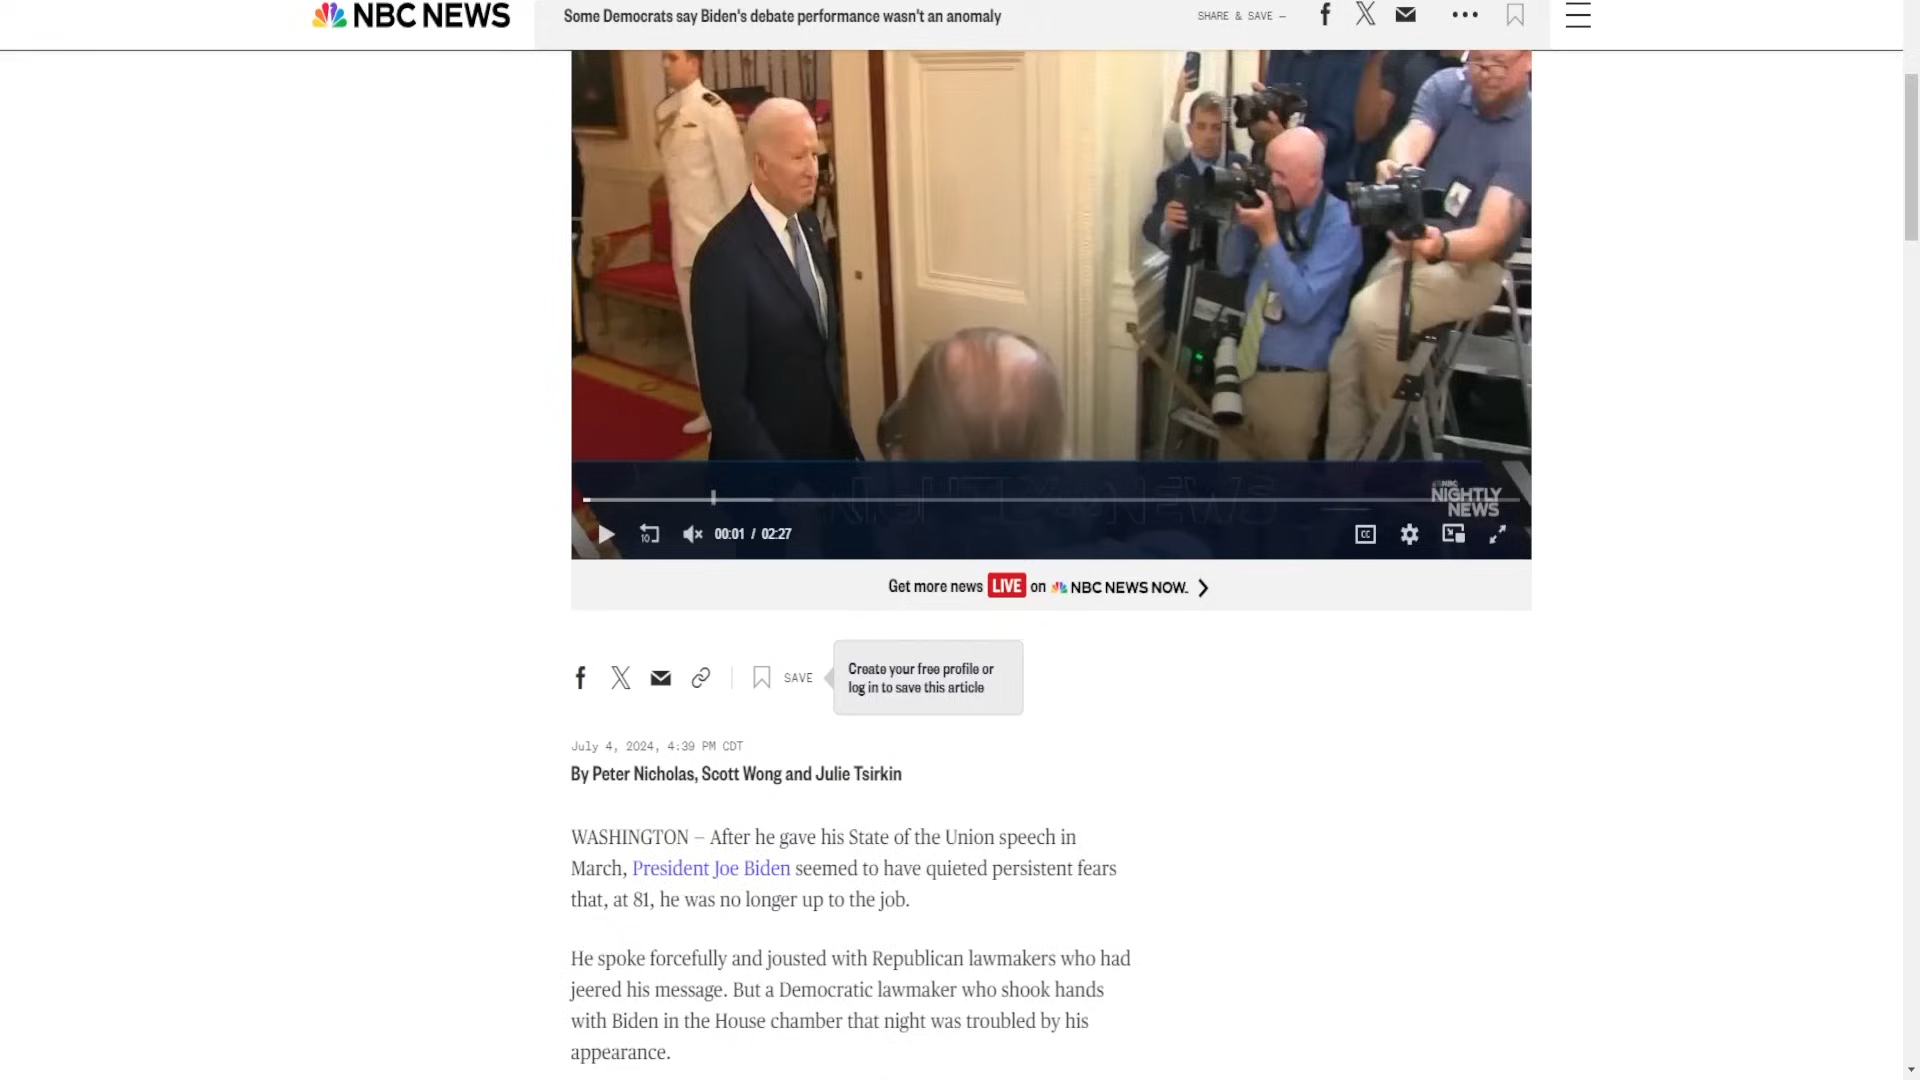 NBC NEWS
Some Democrats say Biden's debate performance wasn't an anomaly
SHARE & SAVE —
NIGHTLY NEWS
NBC
NIGHTLY
NEWS
10
00:01 / 02:27
CC
Get more news LIVE on NBC NEWS NOW.
SAVE
Create your free profile or
log in to save this article
July 4, 2024, 4:39 PM CDT
By Peter Nicholas, Scott Wong and Julie Tsirkin
WASHINGTON — After he gave his State of the Union speech in
March, President Joe Biden seemed to have quieted persistent fears
that, at 81, he was no longer up to the job.
He spoke forcefully and jousted with Republican lawmakers who had
jeered his message. But a Democratic lawmaker who shook hands
with Biden in the House chamber that night was troubled by his
appearance.